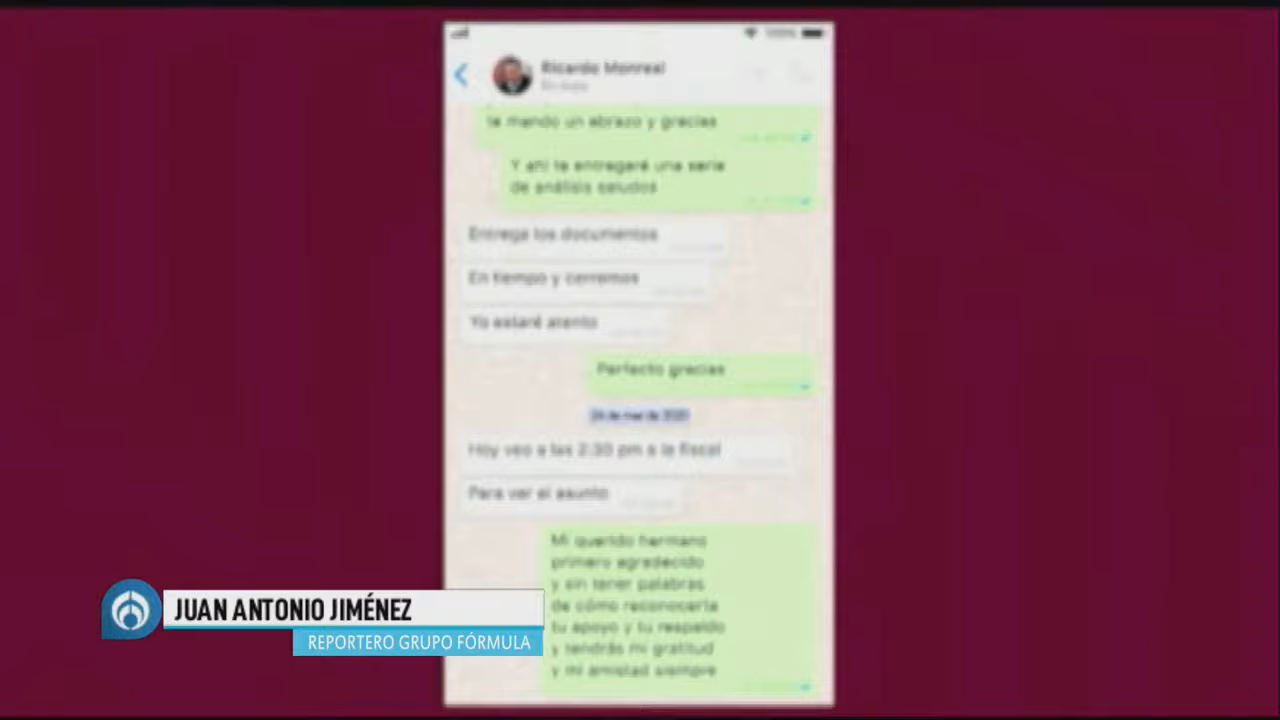 Ricardo Monreal
te mando un abrazo y gracias
Y ahí te entregaré una serie
de análisis saludos
Entrega los documentos
En tiempo y cerremos
Yo estaré atento
Perfecto gracias
Hoy veo a las 2:30 pm a la fiscal
Para ver el asunto
Mi querido hermano
primero agradecido
y sin tener palabras
de cómo reconocerte
tu apoyo y tu respaldo
y tendrás mi gratitud
y mi amistad siempre
JUAN ANTONIO JIMÉNEZ
REPORTERO GRUPO FÓRMULA